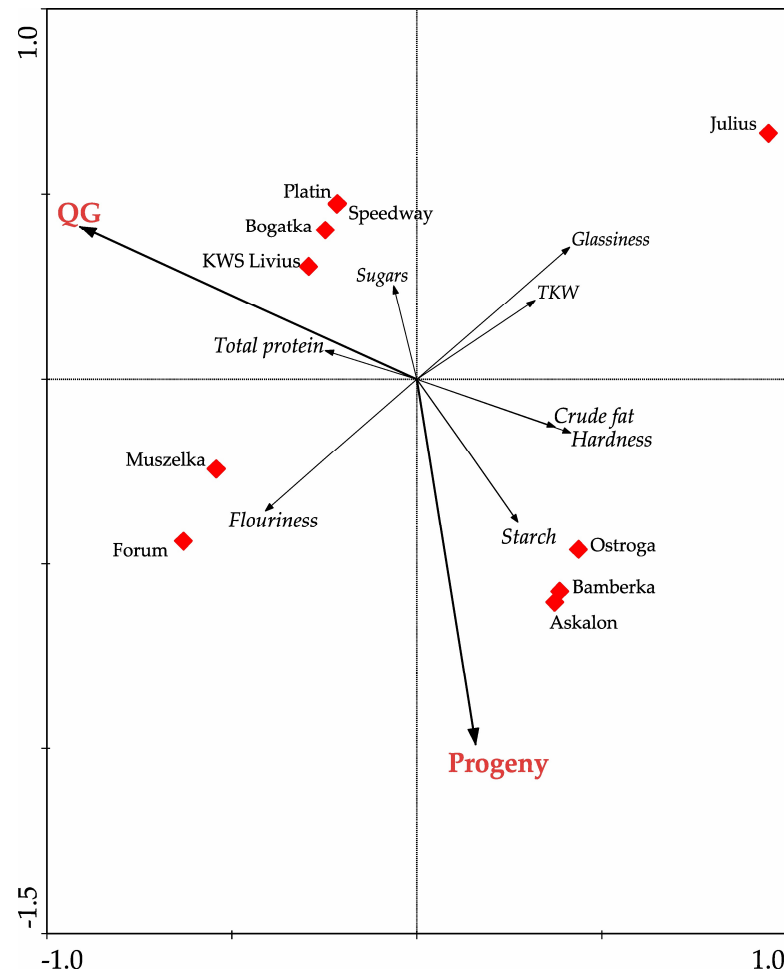 1.0
Julius
Platin
QG
Speedway
Bogatka
Glassiness
KWS Livius
Sugars
TKW
Total protein
Crude fat
Hardness
Muszelka
Flouriness
Starch
Ostroga
Forum
Bamberka
Askalon
Progeny
-1.5
-1.0
1.0